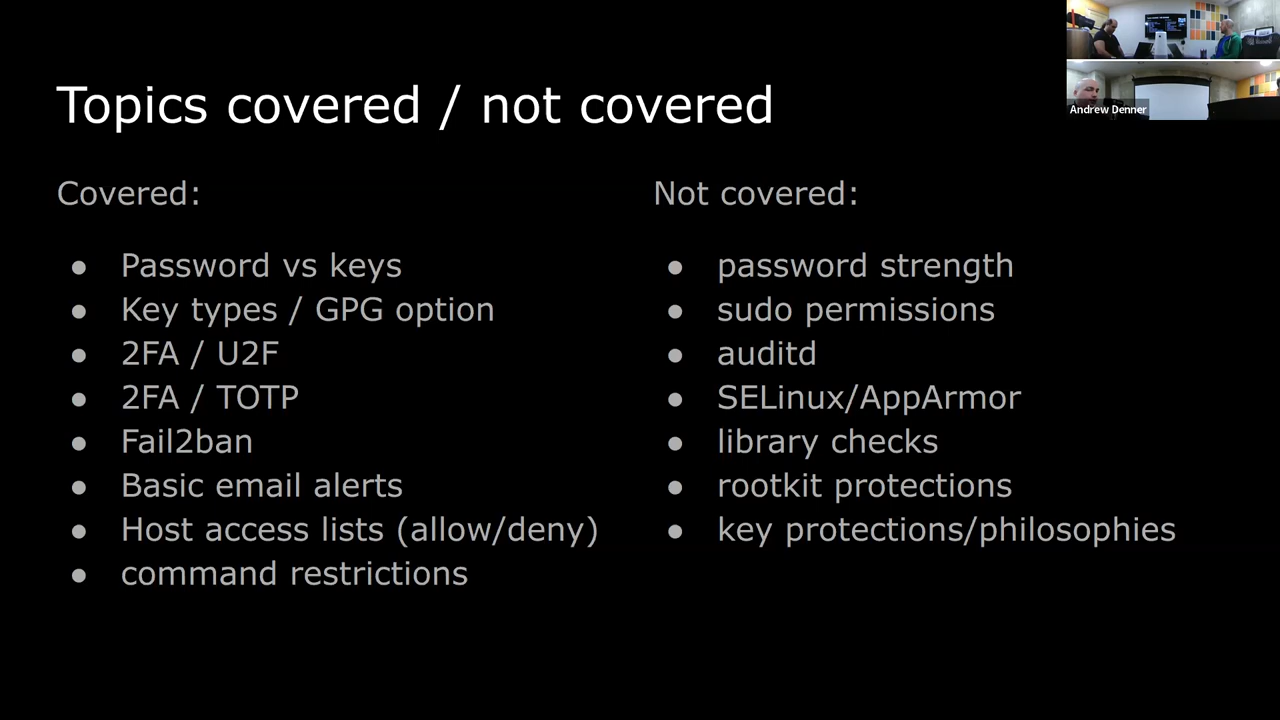 Topics covered / not covered
Covered:
Password vs keys
Key types / GPG option
2FA / U2F
2FA / TOTP
Fail2ban
Basic email alerts
Host access lists (allow/deny)
command restrictions
Not covered:
password strength
sudo permissions
auditd
SELinux/AppArmor
library checks
rootkit protections
key protections/philosophies
Andrew Denner